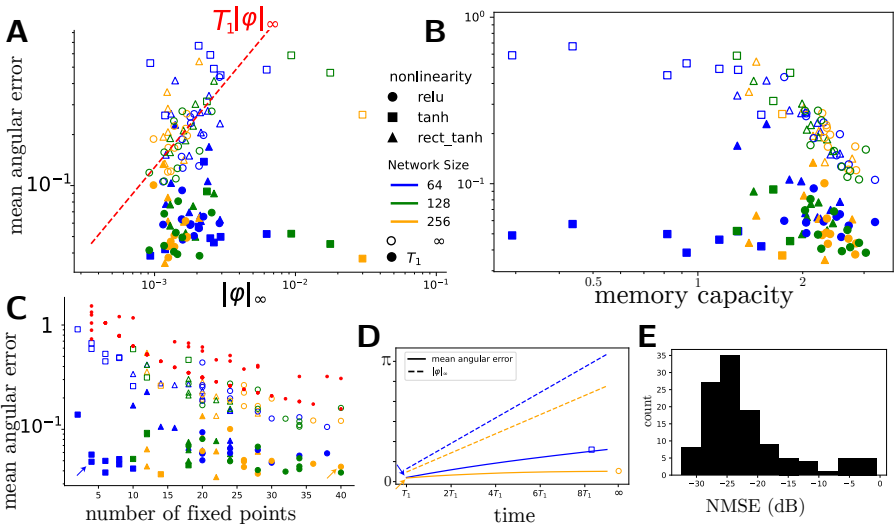 A
T₁|φ|∞
mean angular error
10⁻¹
10⁻³
10⁻²
10⁻¹
|φ|∞
nonlinearity
relu
tanh
rect_tanh
Network Size
64
128
256
∞
T₁
B
10⁰
10⁻¹
0.5
1
2
memory capacity
C
mean angular error
1
10⁻¹
5
10
15
20
25
30
35
40
number of fixed points
D
π
0
mean angular error
|φ|∞
T₁
2T₁
4T₁
6T₁
8T₁
∞
time
E
count
35
30
25
20
15
10
5
0
−30
−25
−20
−15
−10
−5
0
NMSE (dB)